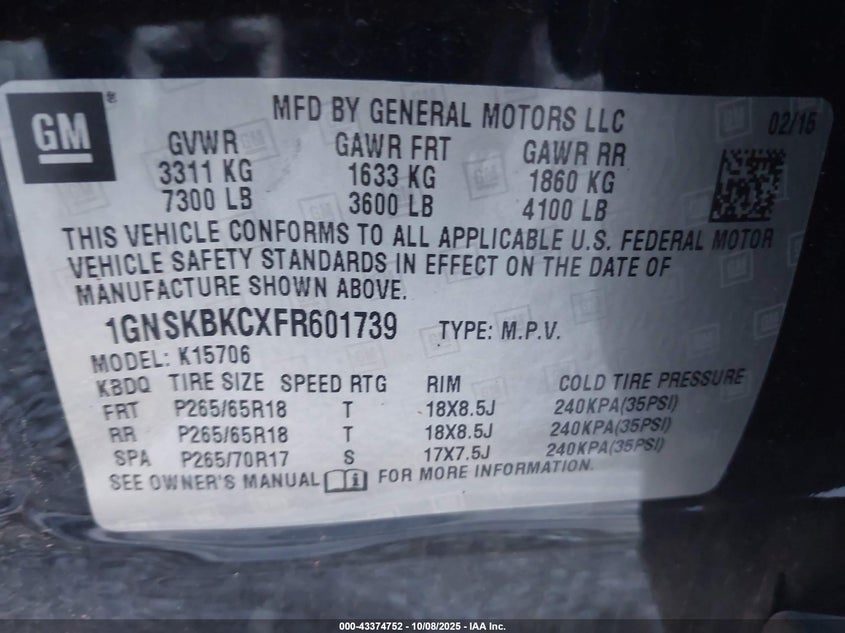 GM
®
MFD BY GENERAL MOTORS LLC
02/15
GVWR GAWR FRT GAWR RR
3311 KG 1633 KG 1860 KG
7300 LB 3600 LB 4100 LB
THIS VEHICLE CONFORMS TO ALL APPLICABLE U.S. FEDERAL MOTOR
VEHICLE SAFETY STANDARDS IN EFFECT ON THE DATE OF
MANUFACTURE SHOWN ABOVE.
1GNSKBKCXFR601739 TYPE: M.P.V.
MODEL: K15706
KBDQ TIRE SIZE SPEED RTG RIM COLD TIRE PRESSURE
FRT P265/65R18 T 18X8.5J 240KPA(35PSI)
RR P265/65R18 T 18X8.5J 240KPA(35PSI)
SPA P265/70R17 S 17X7.5J 240KPA(35PSI)
SEE OWNER'S MANUAL FOR MORE INFORMATION.
000-43374752 | 10/08/2025 | IAA Inc.